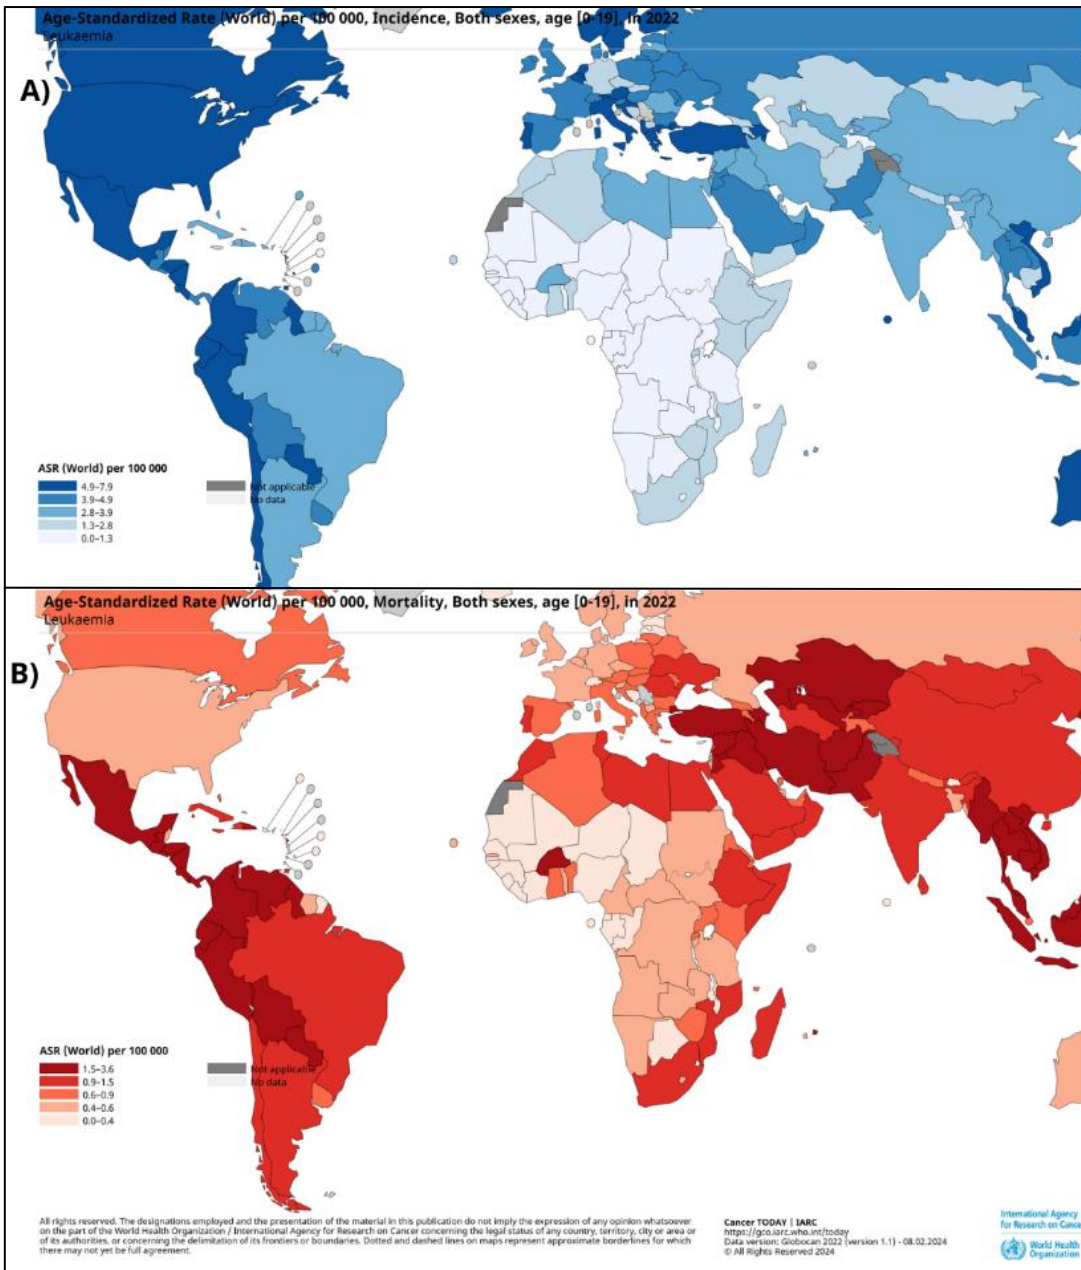 Age-Standardized Rate (World) per 100 000, Incidence, Both sexes, age [0-19], in 2022
Leukaemia
A)
ASR (World) per 100 000
4.9–7.9
3.9–4.9
2.8–3.9
1.3–2.8
0.0–1.3
Not applicable
No data
Age-Standardized Rate (World) per 100 000, Mortality, Both sexes, age [0-19], in 2022
Leukaemia
B)
ASR (World) per 100 000
1.5–3.6
0.9–1.5
0.6–0.9
0.4–0.6
0.0–0.4
Not applicable
No data
All rights reserved. The designations employed and the presentation of the material in this publication do not imply the expression of any opinion whatsoever
on the part of the World Health Organization / International Agency for Research on Cancer concerning the legal status of any country, territory, city or area or
of its authorities, or concerning the delimitation of its frontiers or boundaries. Dotted and dashed lines on maps represent approximate borderlines for which
there may not yet be full agreement.
Cancer TODAY | IARC
https://gco.iarc.who.int/today
Data version: Globocan 2022 (version 1.1) - 08.02.2024
© All Rights Reserved 2024
International Agency
for Research on Cancer
World Health
Organization